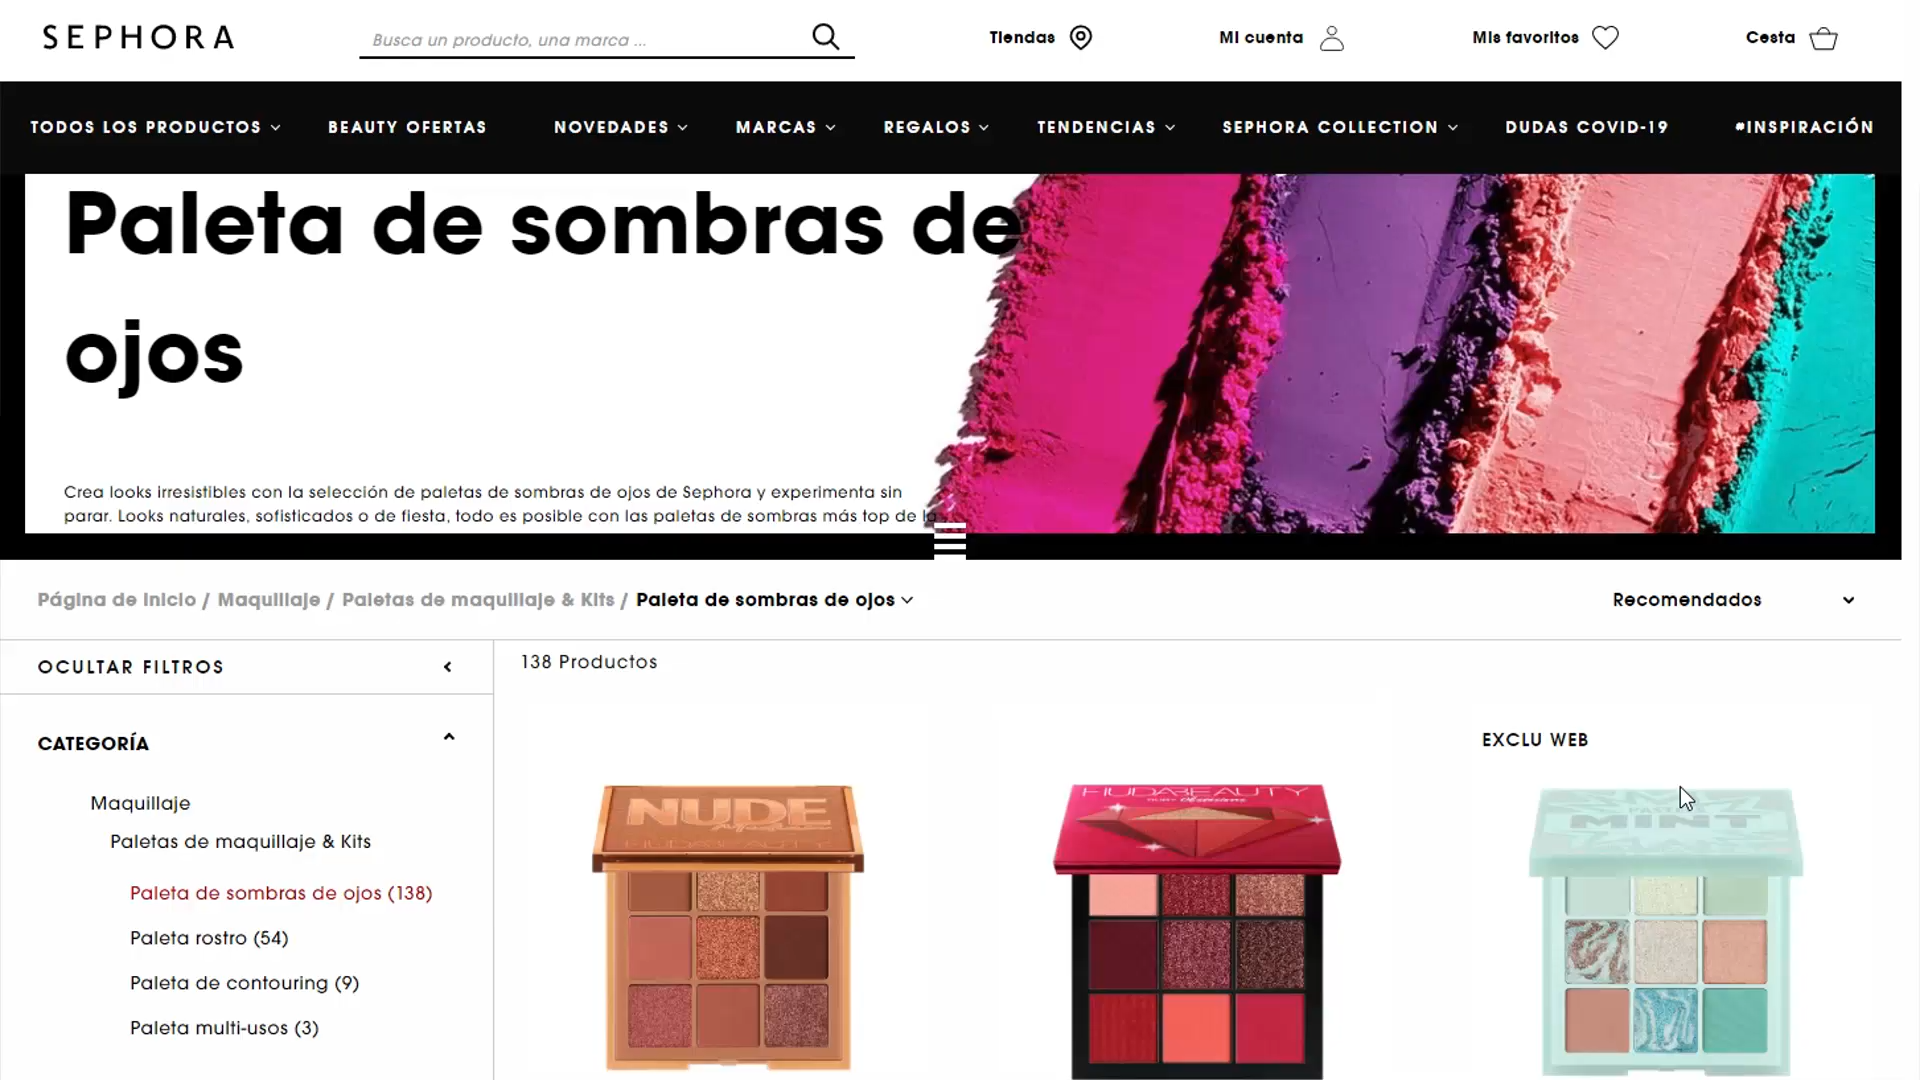 SEPHORA
Busca un producto, una marca ...
Tiendas
Mi cuenta
Mis favoritos
Cesta
TODOS LOS PRODUCTOS
BEAUTY OFERTAS
NOVEDADES
MARCAS
REGALOS
TENDENCIAS
SEPHORA COLLECTION
DUDAS COVID-19
#INSPIRACIÓN
Paleta de sombras de
ojos
Crea looks irresistibles con la selección de paletas de sombras de ojos de Sephora y experimenta sin
parar. Looks naturales, sofisticados o de fiesta, todo es posible con las paletas de sombras más top de la
Página de inicio / Maquillaje / Paletas de maquillaje & Kits / Paleta de sombras de ojos
Recomendados
OCULTAR FILTROS
138 Productos
CATEGORÍA
EXCLU WEB
Maquillaje
Paletas de maquillaje & Kits
Paleta de sombras de ojos (138)
Paleta rostro (54)
Paleta de contouring (9)
Paleta multi-usos (3)
NUDE
HUDABEAUTY
HUDABEAUTY
MINT